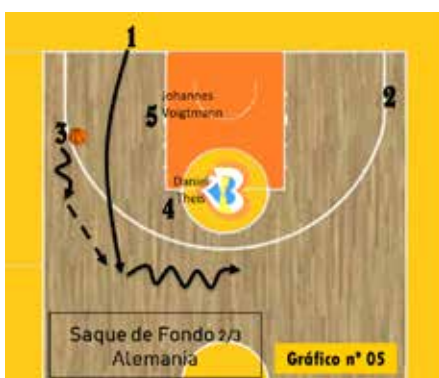 1
2
Johannes
5 Voigtmann
3
Daniel
4 Theis
Saque de Fondo 2/3
Alemania
Gráfico nº 05